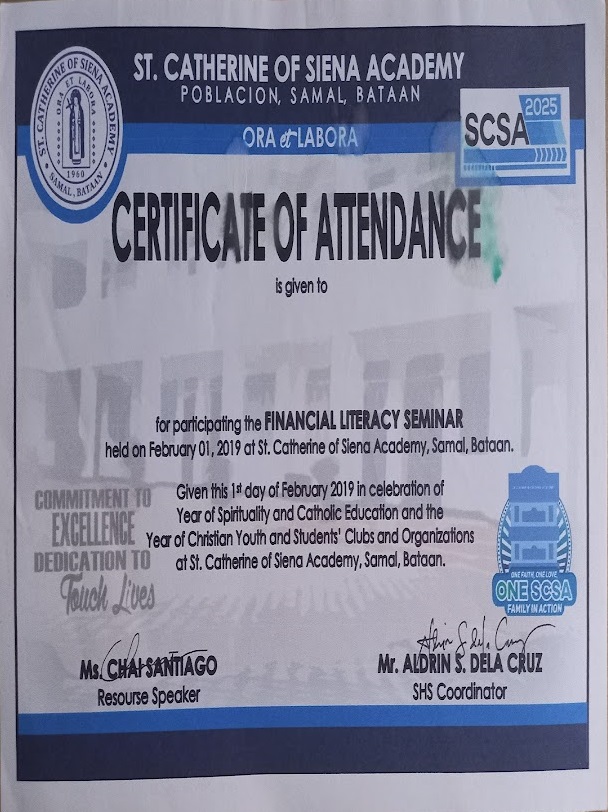 ST. CATHERINE OF SIENA ACADEMY
POBLACION, SAMAL, BATAAN
ORA et LABORA
ST. CATHERINE OF SIENA ACADEMY
ORA ET LABORA
1960
SAMAL, BATAAN
2025
SCSA
CERTIFICATE OF ATTENDANCE
is given to
for participating the FINANCIAL LITERACY SEMINAR
held on February 01, 2019 at St. Catherine of Siena Academy, Samal, Bataan.
Given this 1st day of February 2019 in celebration of
Year of Spirituality and Catholic Education and the
Year of Christian Youth and Students' Clubs and Organizations
at St. Catherine of Siena Academy, Samal, Bataan.
COMMITMENT TO
EXCELLENCE
DEDICATION TO
Touch Lives
ONE FAITH, ONE LOVE,
ONE SCSA
FAMILY IN ACTION
Ms. CHAI SANTIAGO
Resourse Speaker
Aldrin S dela Cruz
Mr. ALDRIN S. DELA CRUZ
SHS Coordinator